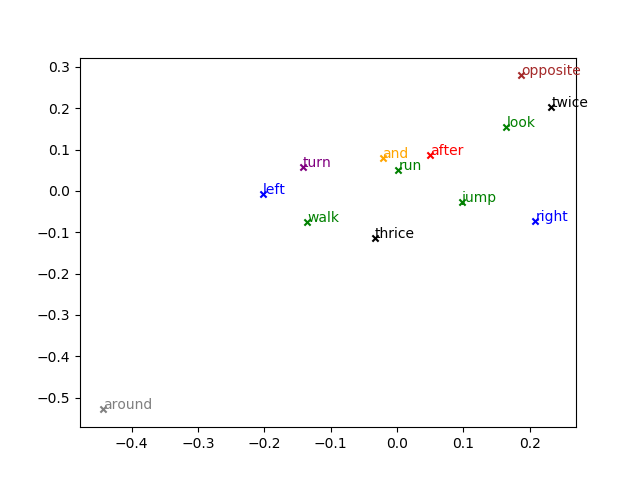 0.3
0.2
0.1
0.0
−0.1
−0.2
−0.3
−0.4
−0.5
opposite
twice
look
after
and
run
turn
left
jump
walk
right
thrice
around
−0.4 −0.3 −0.2 −0.1 0.0 0.1 0.2